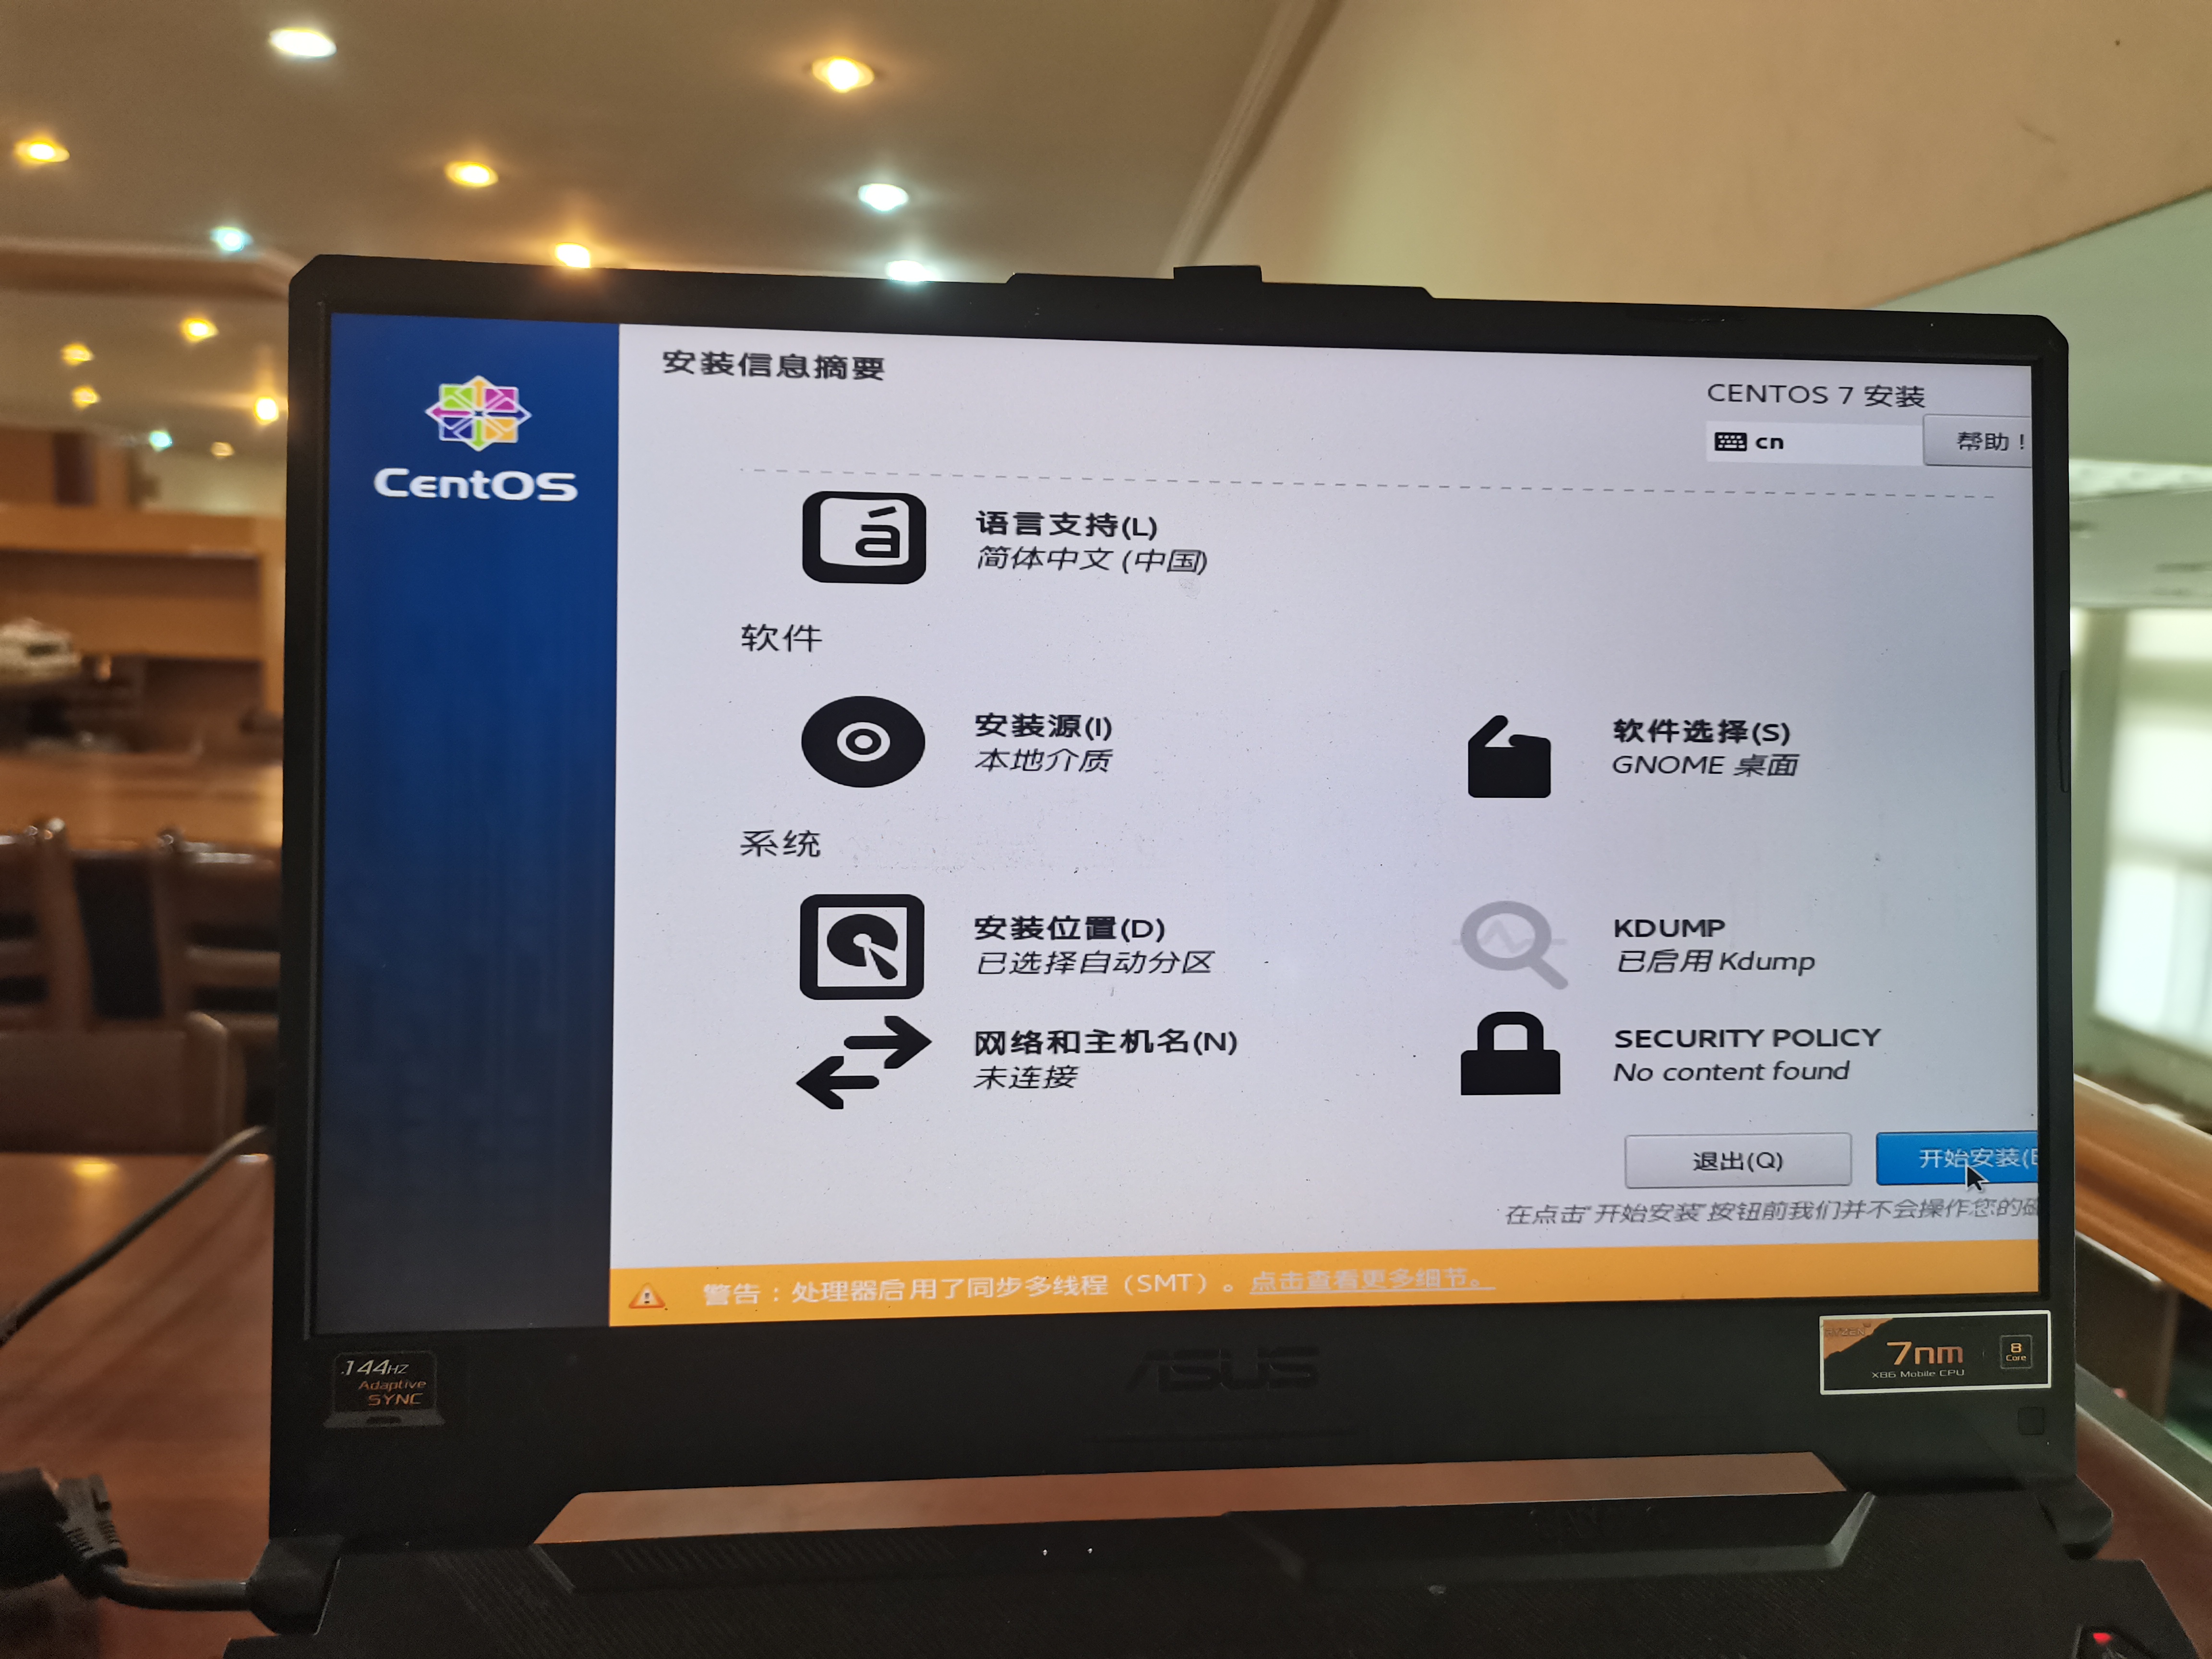 安装信息摘要
CENTOS 7 安装
cn
帮助！
CentOS
语言支持(L)
简体中文 (中国)
软件
安装源(I)
本地介质
软件选择(S)
GNOME 桌面
系统
安装位置(D)
已选择自动分区
KDUMP
已启用 Kdump
网络和主机名(N)
未连接
SECURITY POLICY
No content found
退出(Q)
开始安装(
在点击"开始安装"按钮前我们并不会操作您的
警告：处理器启用了同步多线程（SMT）。点击查看更多细节。
144HZ
Adaptive
SYNC
ASUS
7nm
X86 Mobile CPU
8
Core